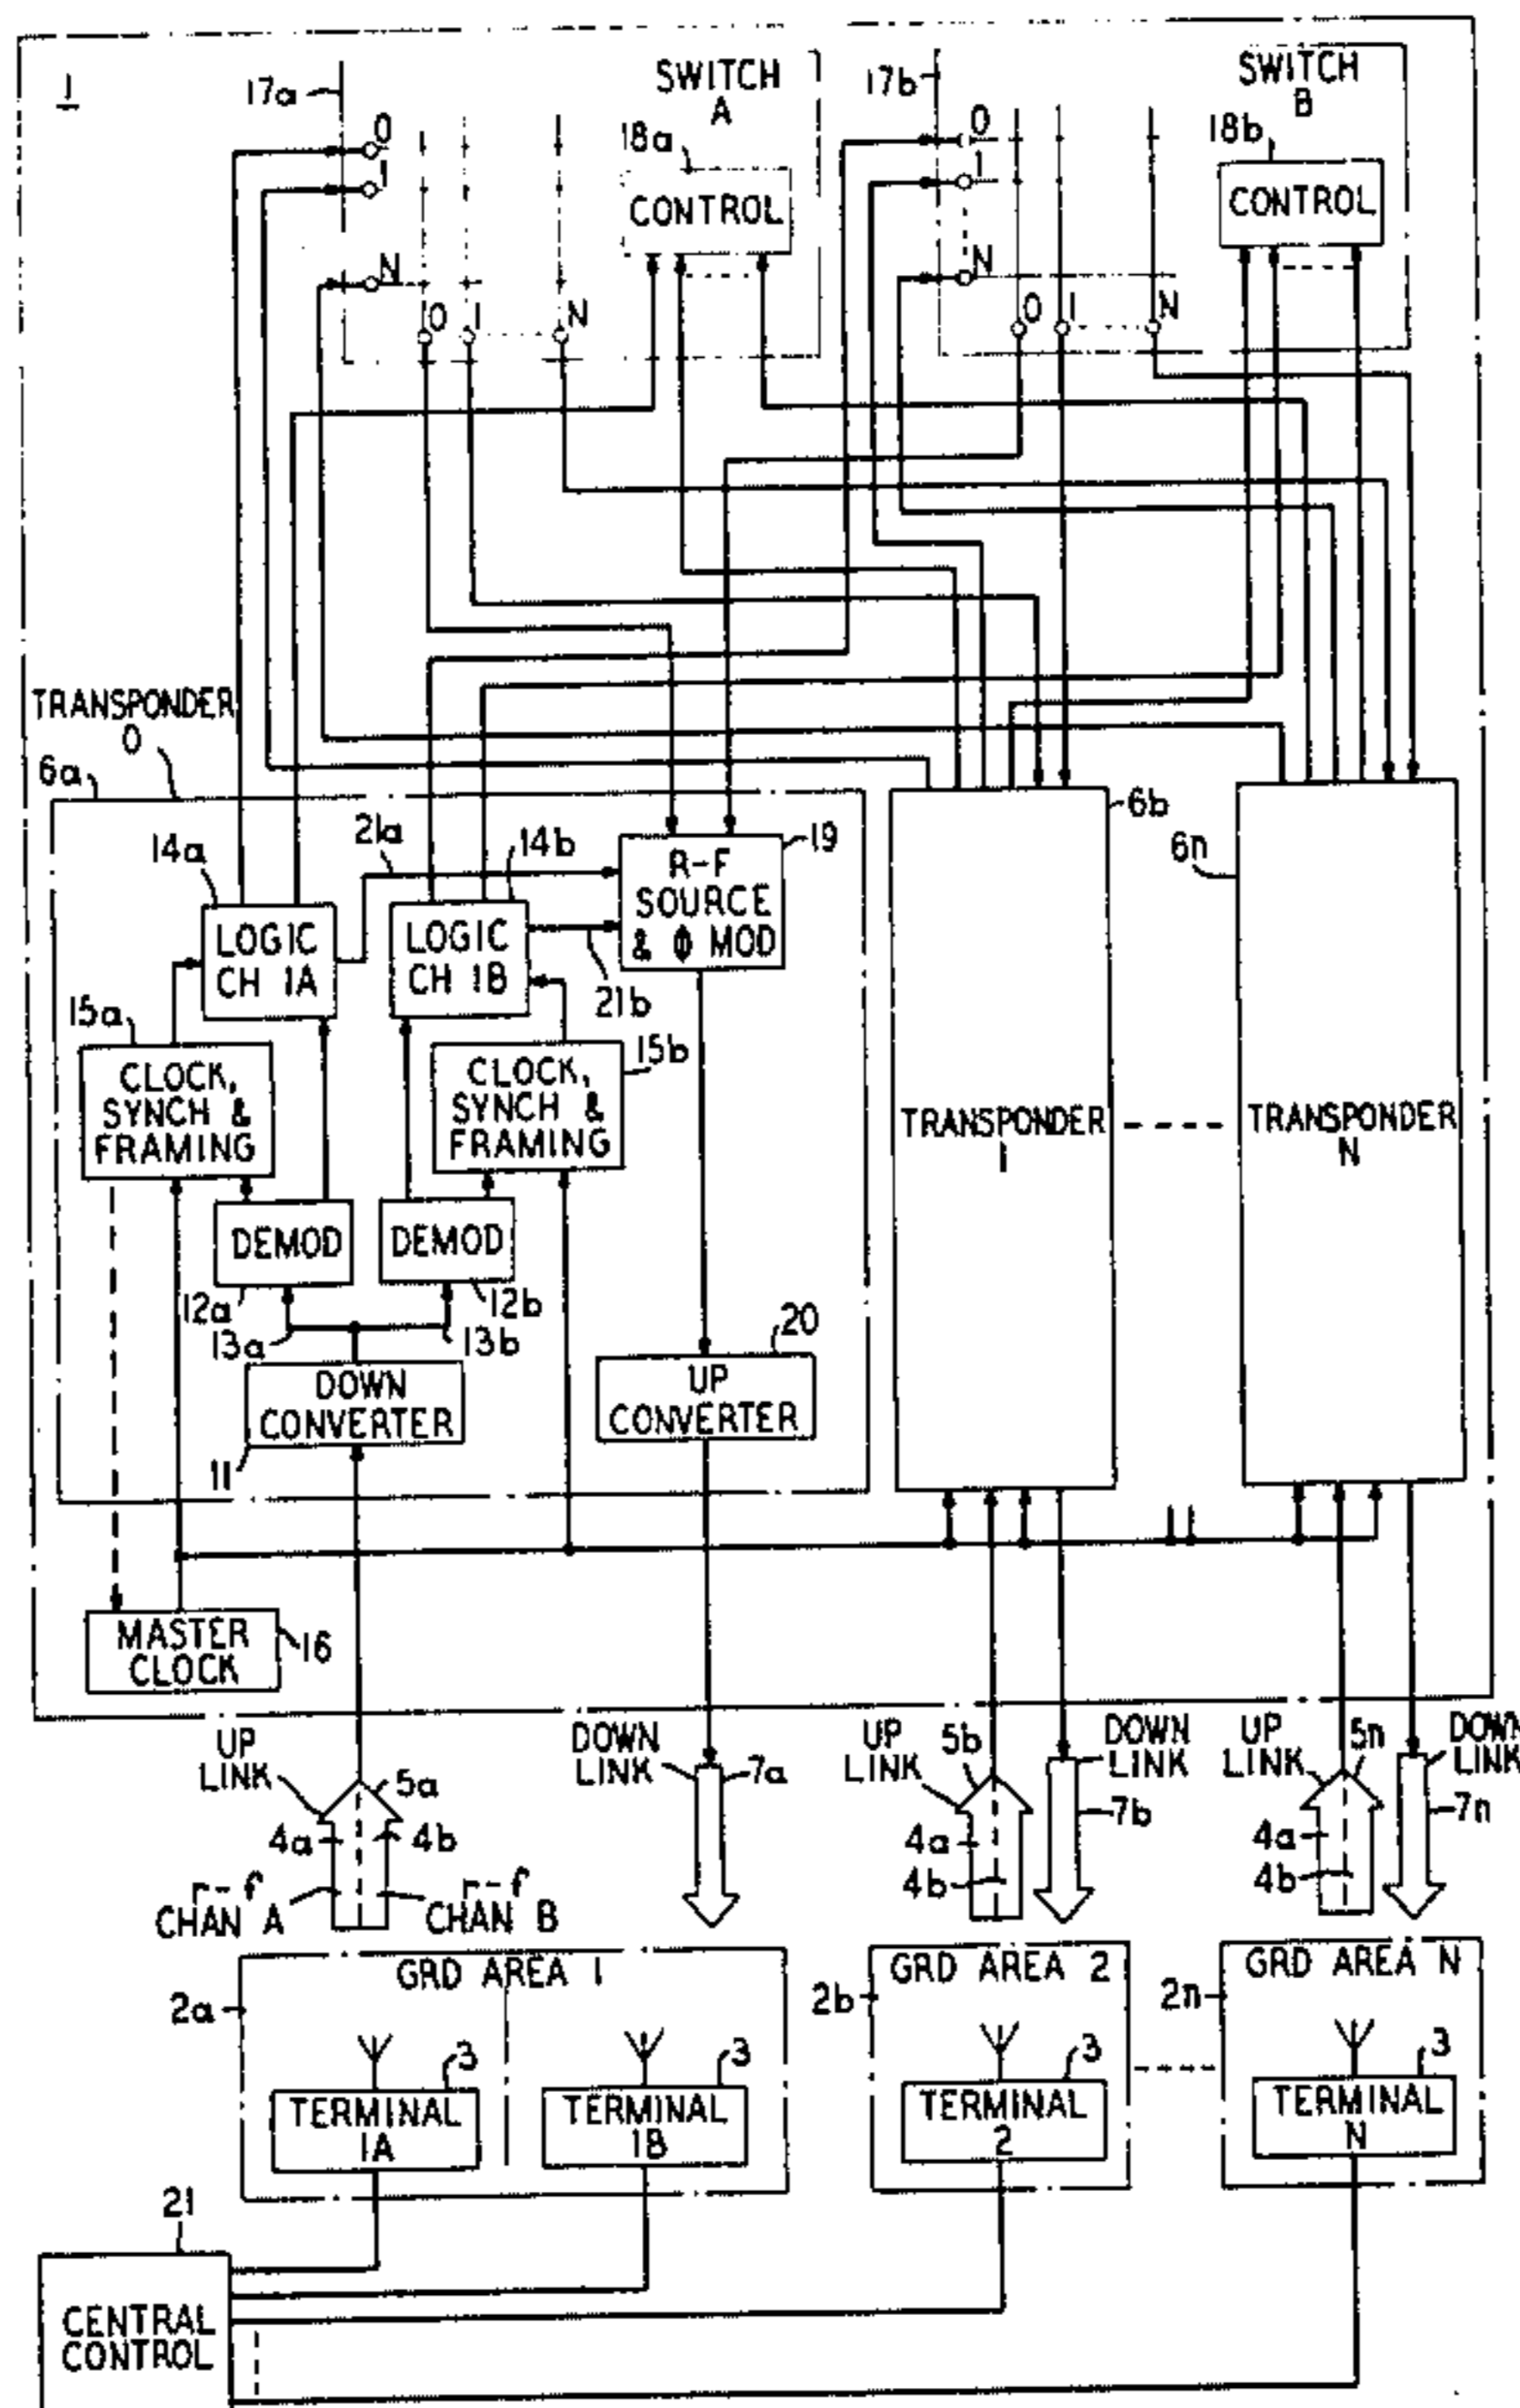 1
17a
SWITCH
A
17b
SWITCH
B
0
1
N
0
1
N
18a
CONTROL
0
1
N
0
1
N
18b
CONTROL
TRANSPONDER
0
6a
14a
21a
14b
19
R-F
SOURCE
& Φ MOD
6b
6n
LOGIC
CH 1A
LOGIC
CH 1B
21b
15a
CLOCK,
SYNCH &
FRAMING
15b
CLOCK,
SYNCH &
FRAMING
TRANSPONDER
1
TRANSPONDER
N
DEMOD
DEMOD
12a
12b
13a
13b
20
DOWN
CONVERTER
11
UP
CONVERTER
MASTER
CLOCK
16
UP
LINK
5a
DOWN
LINK
7a
UP
LINK
5b
DOWN
LINK
7b
UP
LINK
5n
DOWN
LINK
7n
4a
4b
4a
4b
4a
4b
r-f
CHAN A
r-f
CHAN B
GRD AREA 1
2a
GRD AREA 2
2b
GRD AREA N
2n
3
TERMINAL
1A
3
TERMINAL
1B
3
TERMINAL
2
3
TERMINAL
N
21
CENTRAL
CONTROL